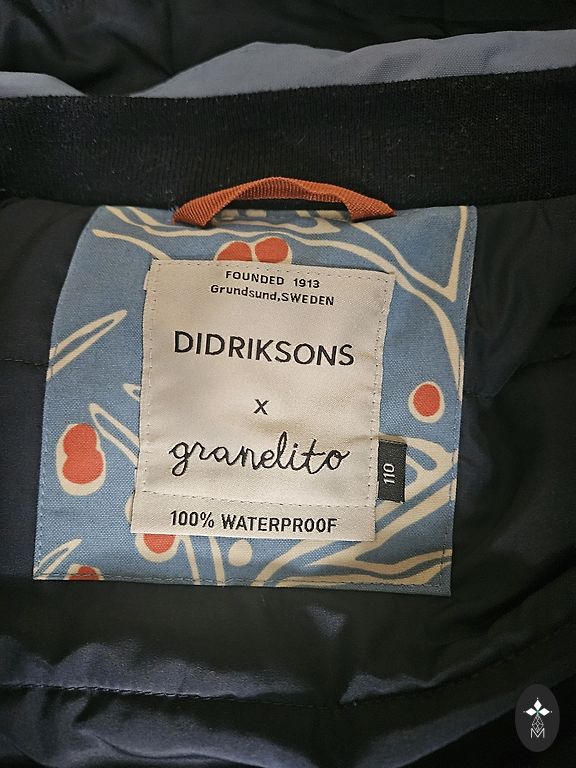 FOUNDED 1913
Grundsund,SWEDEN
DIDRIKSONS
x
granelito
110
100% WATERPROOF
M